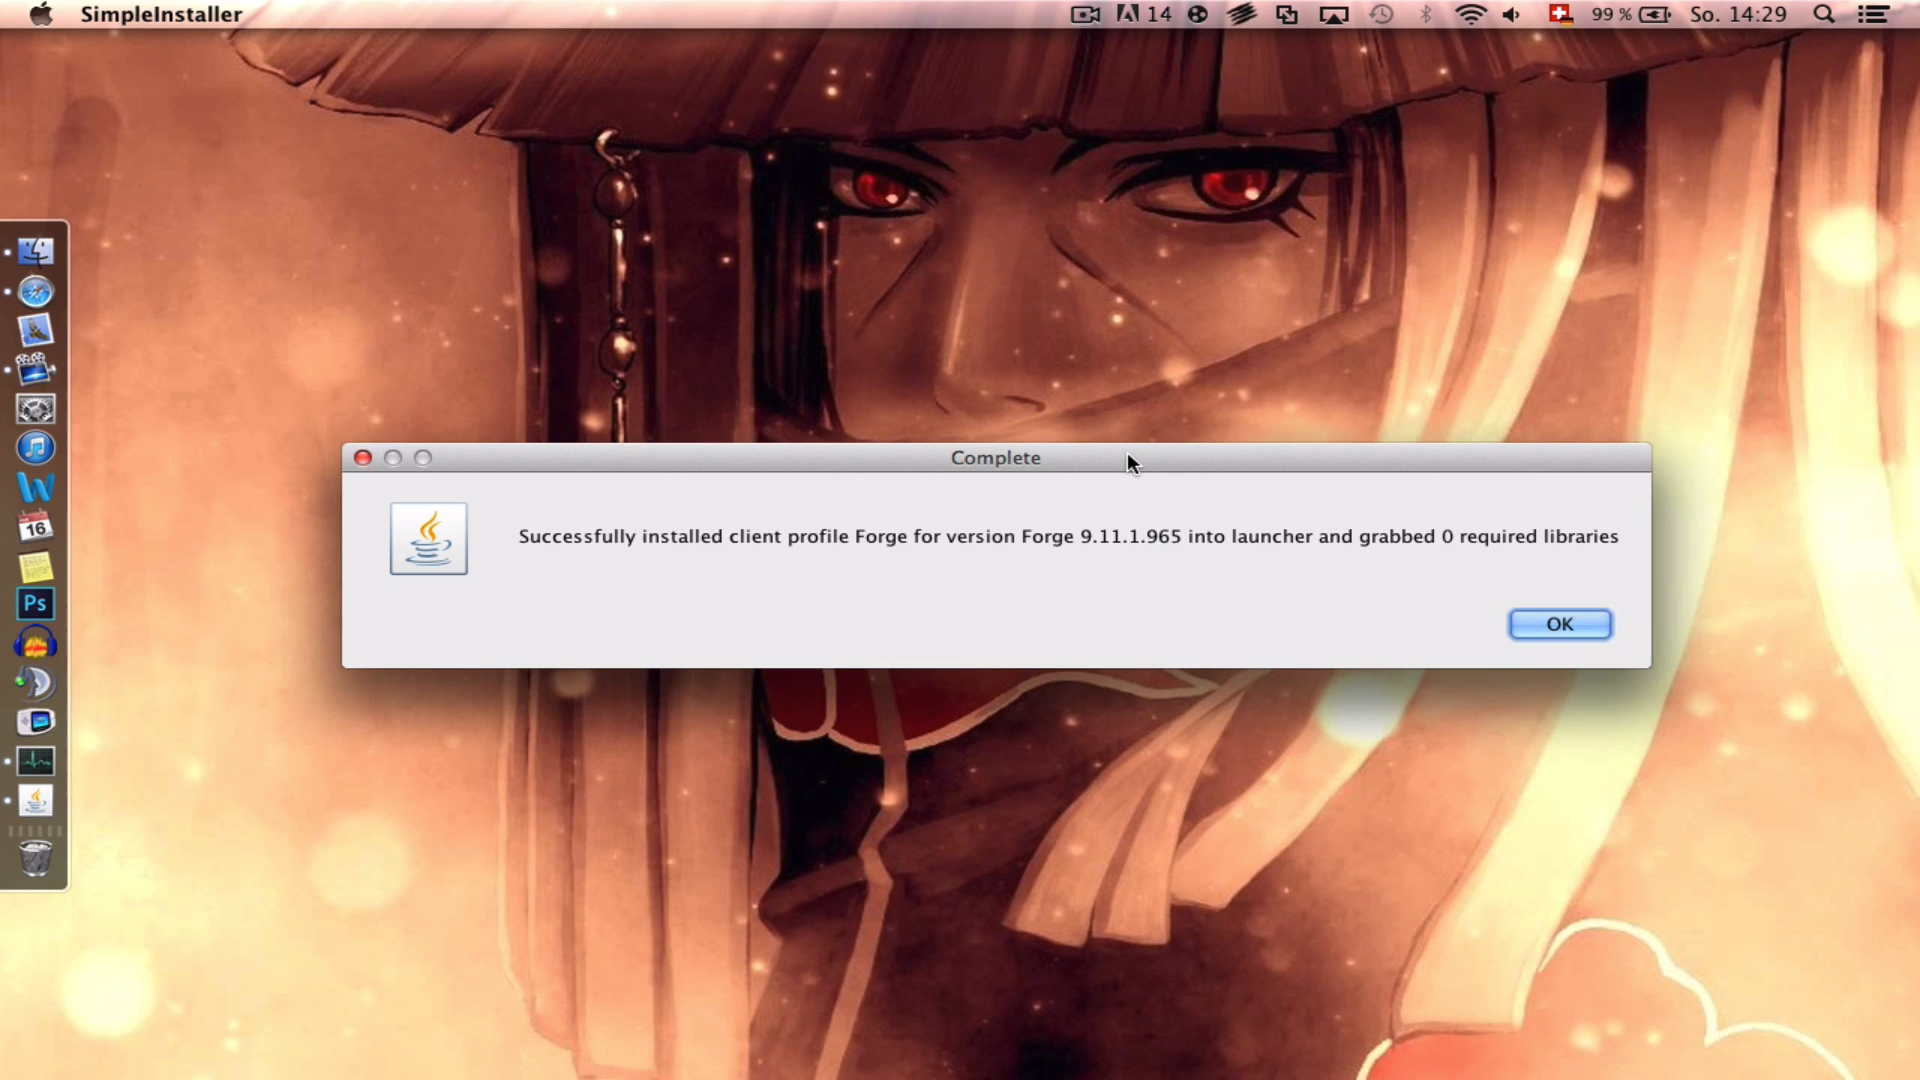 SimpleInstaller
14
99 %
So. 14:29
Complete
Successfully installed client profile Forge for version Forge 9.11.1.965 into launcher and grabbed 0 required libraries
OK
W
16
Ps